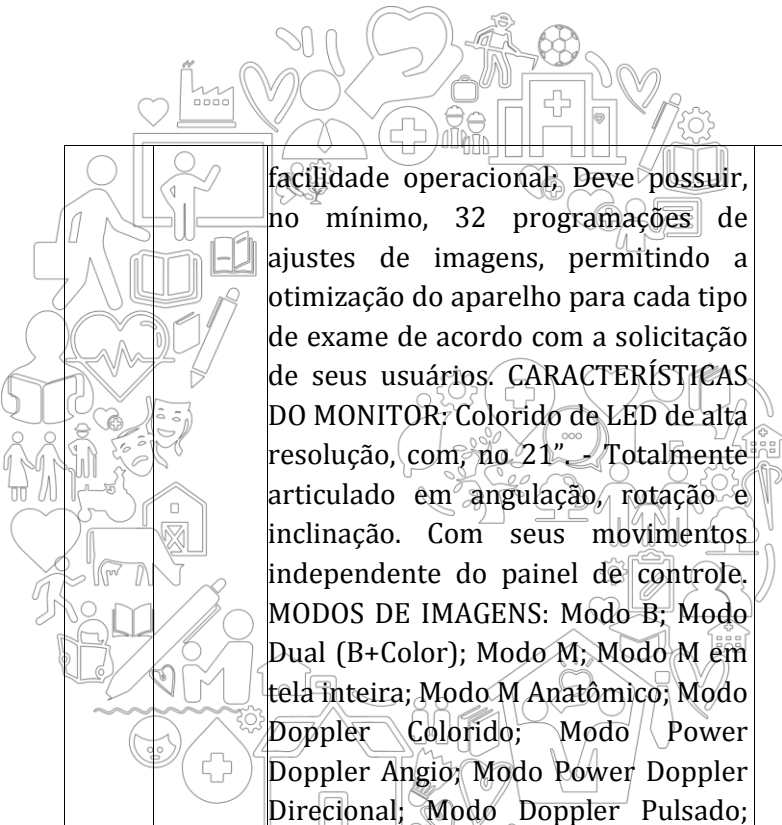 facilidade operacional; Deve possuir,
no mínimo, 32 programações de
ajustes de imagens, permitindo a
otimização do aparelho para cada tipo
de exame de acordo com a solicitação
de seus usuários. CARACTERÍSTICAS
DO MONITOR: Colorido de LED de alta
resolução, com, no 21”. - Totalmente
articulado em angulação, rotação e
inclinação. Com seus movimentos
independente do painel de controle.
MODOS DE IMAGENS: Modo B; Modo
Dual (B+Color); Modo M; Modo M em
tela inteira; Modo M Anatômico; Modo
Doppler Colorido; Modo Power
Doppler Angio; Modo Power Doppler
Direcional; Modo Doppler Pulsado;